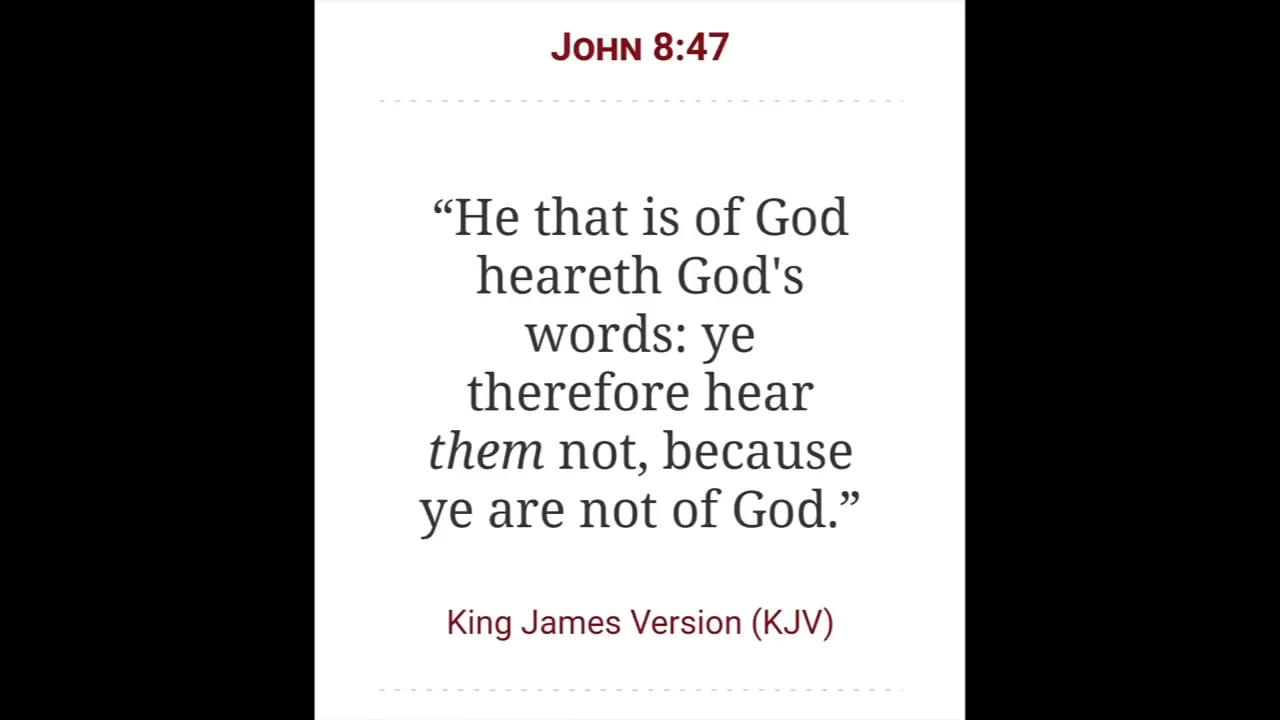 JOHN 8:47
“He that is of God
heareth God's
words: ye
therefore hear
them not, because
ye are not of God.”
King James Version (KJV)